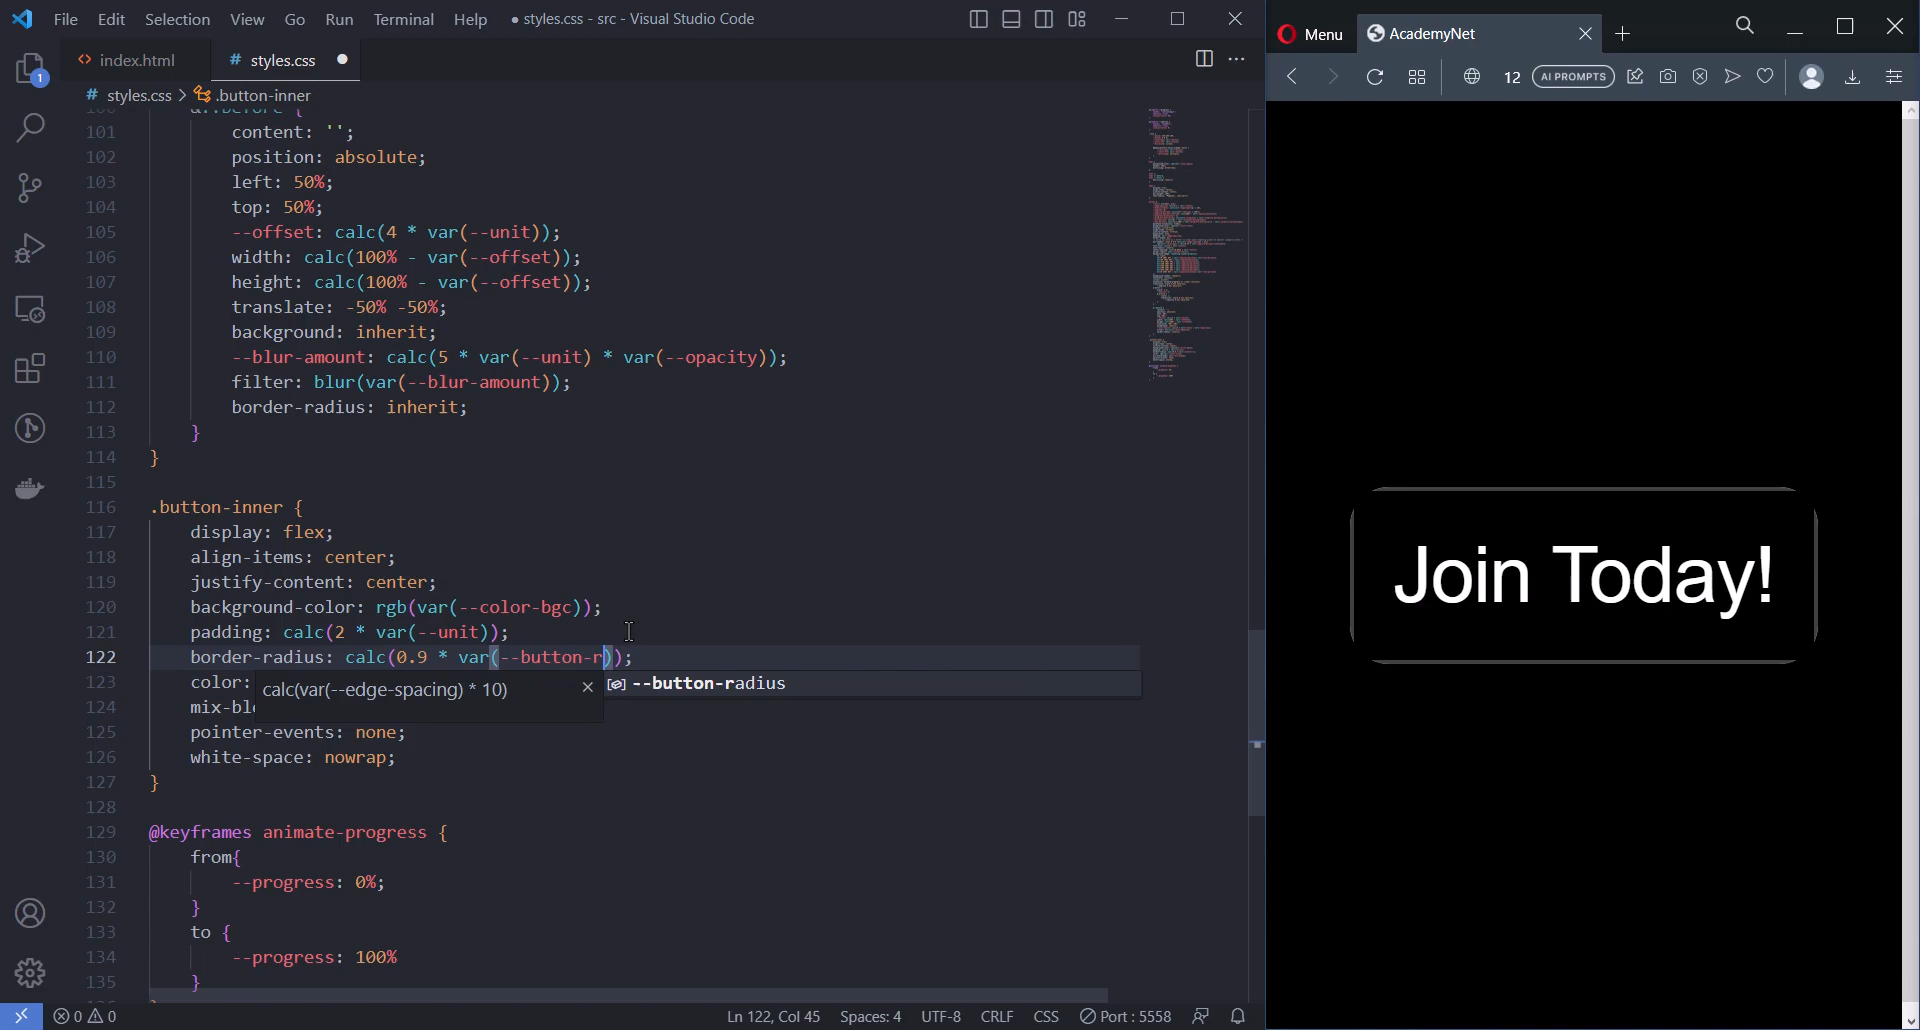 File Edit Selection View Go Run Terminal Help ● styles.css - src - Visual Studio Code
<> index.html # styles.css ●
# styles.css > .button-inner
101 content: '';
102 position: absolute;
103 left: 50%;
104 top: 50%;
105 --offset: calc(4 * var(--unit));
106 width: calc(100% - var(--offset));
107 height: calc(100% - var(--offset));
108 translate: -50% -50%;
109 background: inherit;
110 --blur-amount: calc(5 * var(--unit) * var(--opacity));
111 filter: blur(var(--blur-amount));
112 border-radius: inherit;
113 }
114 }
115
116 .button-inner {
117 display: flex;
118 align-items: center;
119 justify-content: center;
120 background-color: rgb(var(--color-bgc));
121 padding: calc(2 * var(--unit));
122 border-radius: calc(0.9 * var(--button-r));
123 color:
calc(var(--edge-spacing) * 10) ×
--button-radius
124 mix-bl
125 pointer-events: none;
126 white-space: nowrap;
127 }
128
129 @keyframes animate-progress {
130 from{
131 --progress: 0%;
132 }
133 to {
134 --progress: 100%
135 }
1
0 0 Ln 122, Col 45 Spaces: 4 UTF-8 CRLF CSS Port : 5558
Menu AcademyNet
12 AI PROMPTS
Join Today!